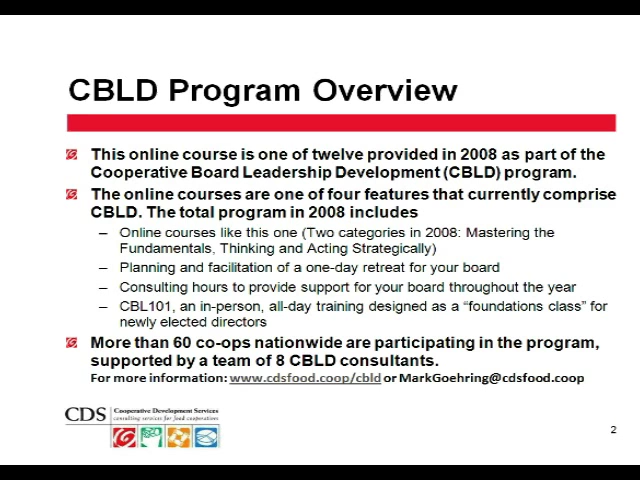 CBLD Program Overview
This online course is one of twelve provided in 2008 as part of the
Cooperative Board Leadership Development (CBLD) program.
The online courses are one of four features that currently comprise
CBLD. The total program in 2008 includes
– Online courses like this one (Two categories in 2008: Mastering the
Fundamentals, Thinking and Acting Strategically)
– Planning and facilitation of a one-day retreat for your board
– Consulting hours to provide support for your board throughout the year
– CBL101, an in-person, all-day training designed as a “foundations class” for
newly elected directors
More than 60 co-ops nationwide are participating in the program,
supported by a team of 8 CBLD consultants.
For more information: www.cdsfood.coop/cbld or MarkGoehring@cdsfood.coop
CDS Cooperative Development Services
consulting services for food cooperatives
2